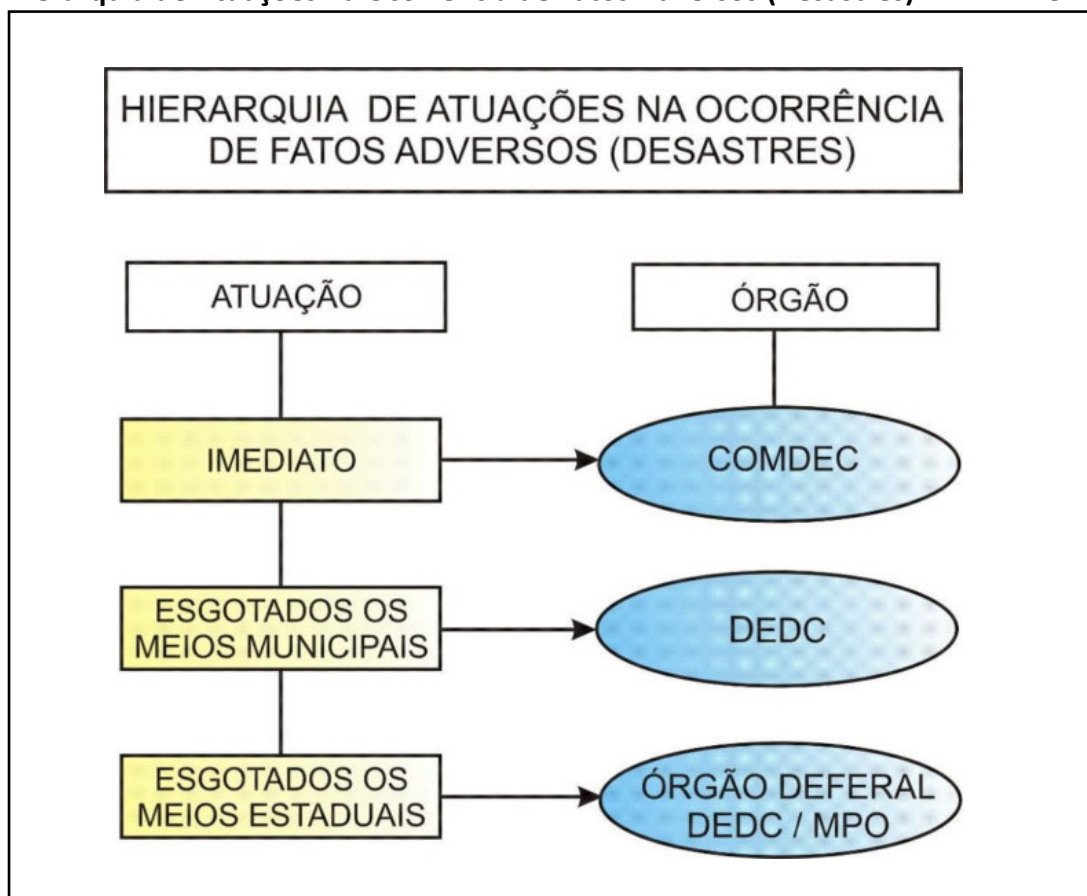 HIERARQUIA DE ATUAÇÕES NA OCORRÊNCIA
DE FATOS ADVERSOS (DESASTRES)
ATUAÇÃO
ÓRGÃO
IMEDIATO
COMDEC
ESGOTADOS OS
MEIOS MUNICIPAIS
DEDC
ESGOTADOS OS
MEIOS ESTADUAIS
ÓRGÃO DEFERAL
DEDC / MPO